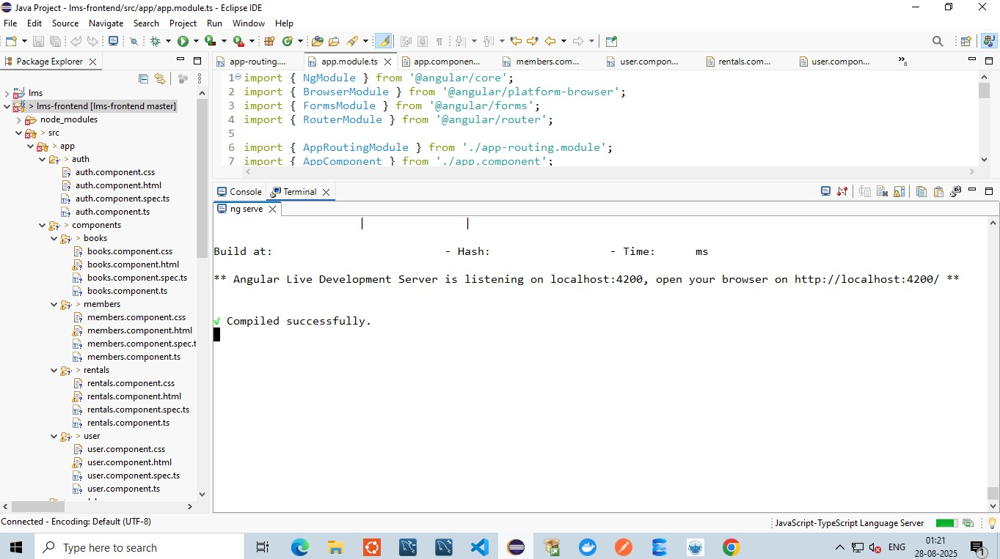 Java Project - lms-frontend/src/app/app.module.ts - Eclipse IDE
File Edit Source Navigate Search Project Run Window Help
Package Explorer
lms
> lms-frontend [lms-frontend master]
node_modules
> src
> app
> auth
auth.component.css
auth.component.html
auth.component.spec.ts
auth.component.ts
> components
> books
books.component.css
books.component.html
books.component.spec.ts
books.component.ts
> members
members.component.css
members.component.html
members.component.spec.t
members.component.ts
> rentals
rentals.component.css
rentals.component.html
rentals.component.spec.ts
rentals.component.ts
> user
user.component.css
user.component.html
user.component.spec.ts
user.component.ts
app-routing.... app.module.ts app.componen... members.com... user.compon... rentals.com... user.compon... »8
1 import { NgModule } from '@angular/core';
2 import { BrowserModule } from '@angular/platform-browser';
3 import { FormsModule } from '@angular/forms';
4 import { RouterModule } from '@angular/router';
5
6 import { AppRoutingModule } from './app-routing.module';
7 import { AppComponent } from './app.component';
Console Terminal
ng serve
| |
Build at: - Hash: - Time: ms
** Angular Live Development Server is listening on localhost:4200, open your browser on http://localhost:4200/ **
√ Compiled successfully.
Connected - Encoding: Default (UTF-8)
JavaScript-TypeScript Language Server
Type here to search
ENG
01:21
28-08-2025
1